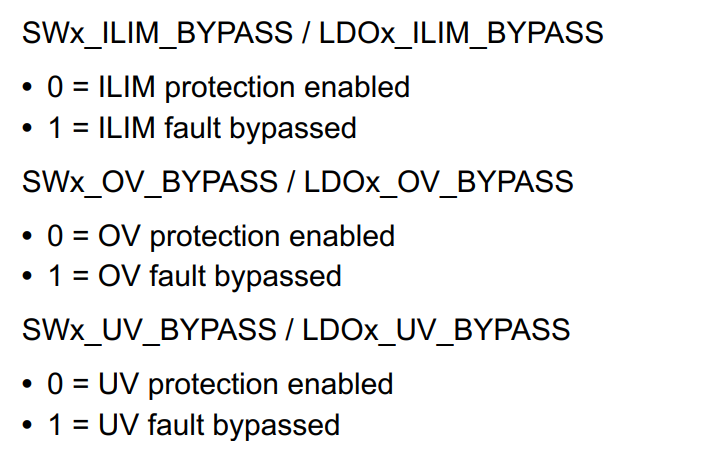 SWx_ILIM_BYPASS / LDOx_ILIM_BYPASS
• 0 = ILIM protection enabled
• 1 = ILIM fault bypassed
SWx_OV_BYPASS / LDOx_OV_BYPASS
• 0 = OV protection enabled
• 1 = OV fault bypassed
SWx_UV_BYPASS / LDOx_UV_BYPASS
• 0 = UV protection enabled
• 1 = UV fault bypassed